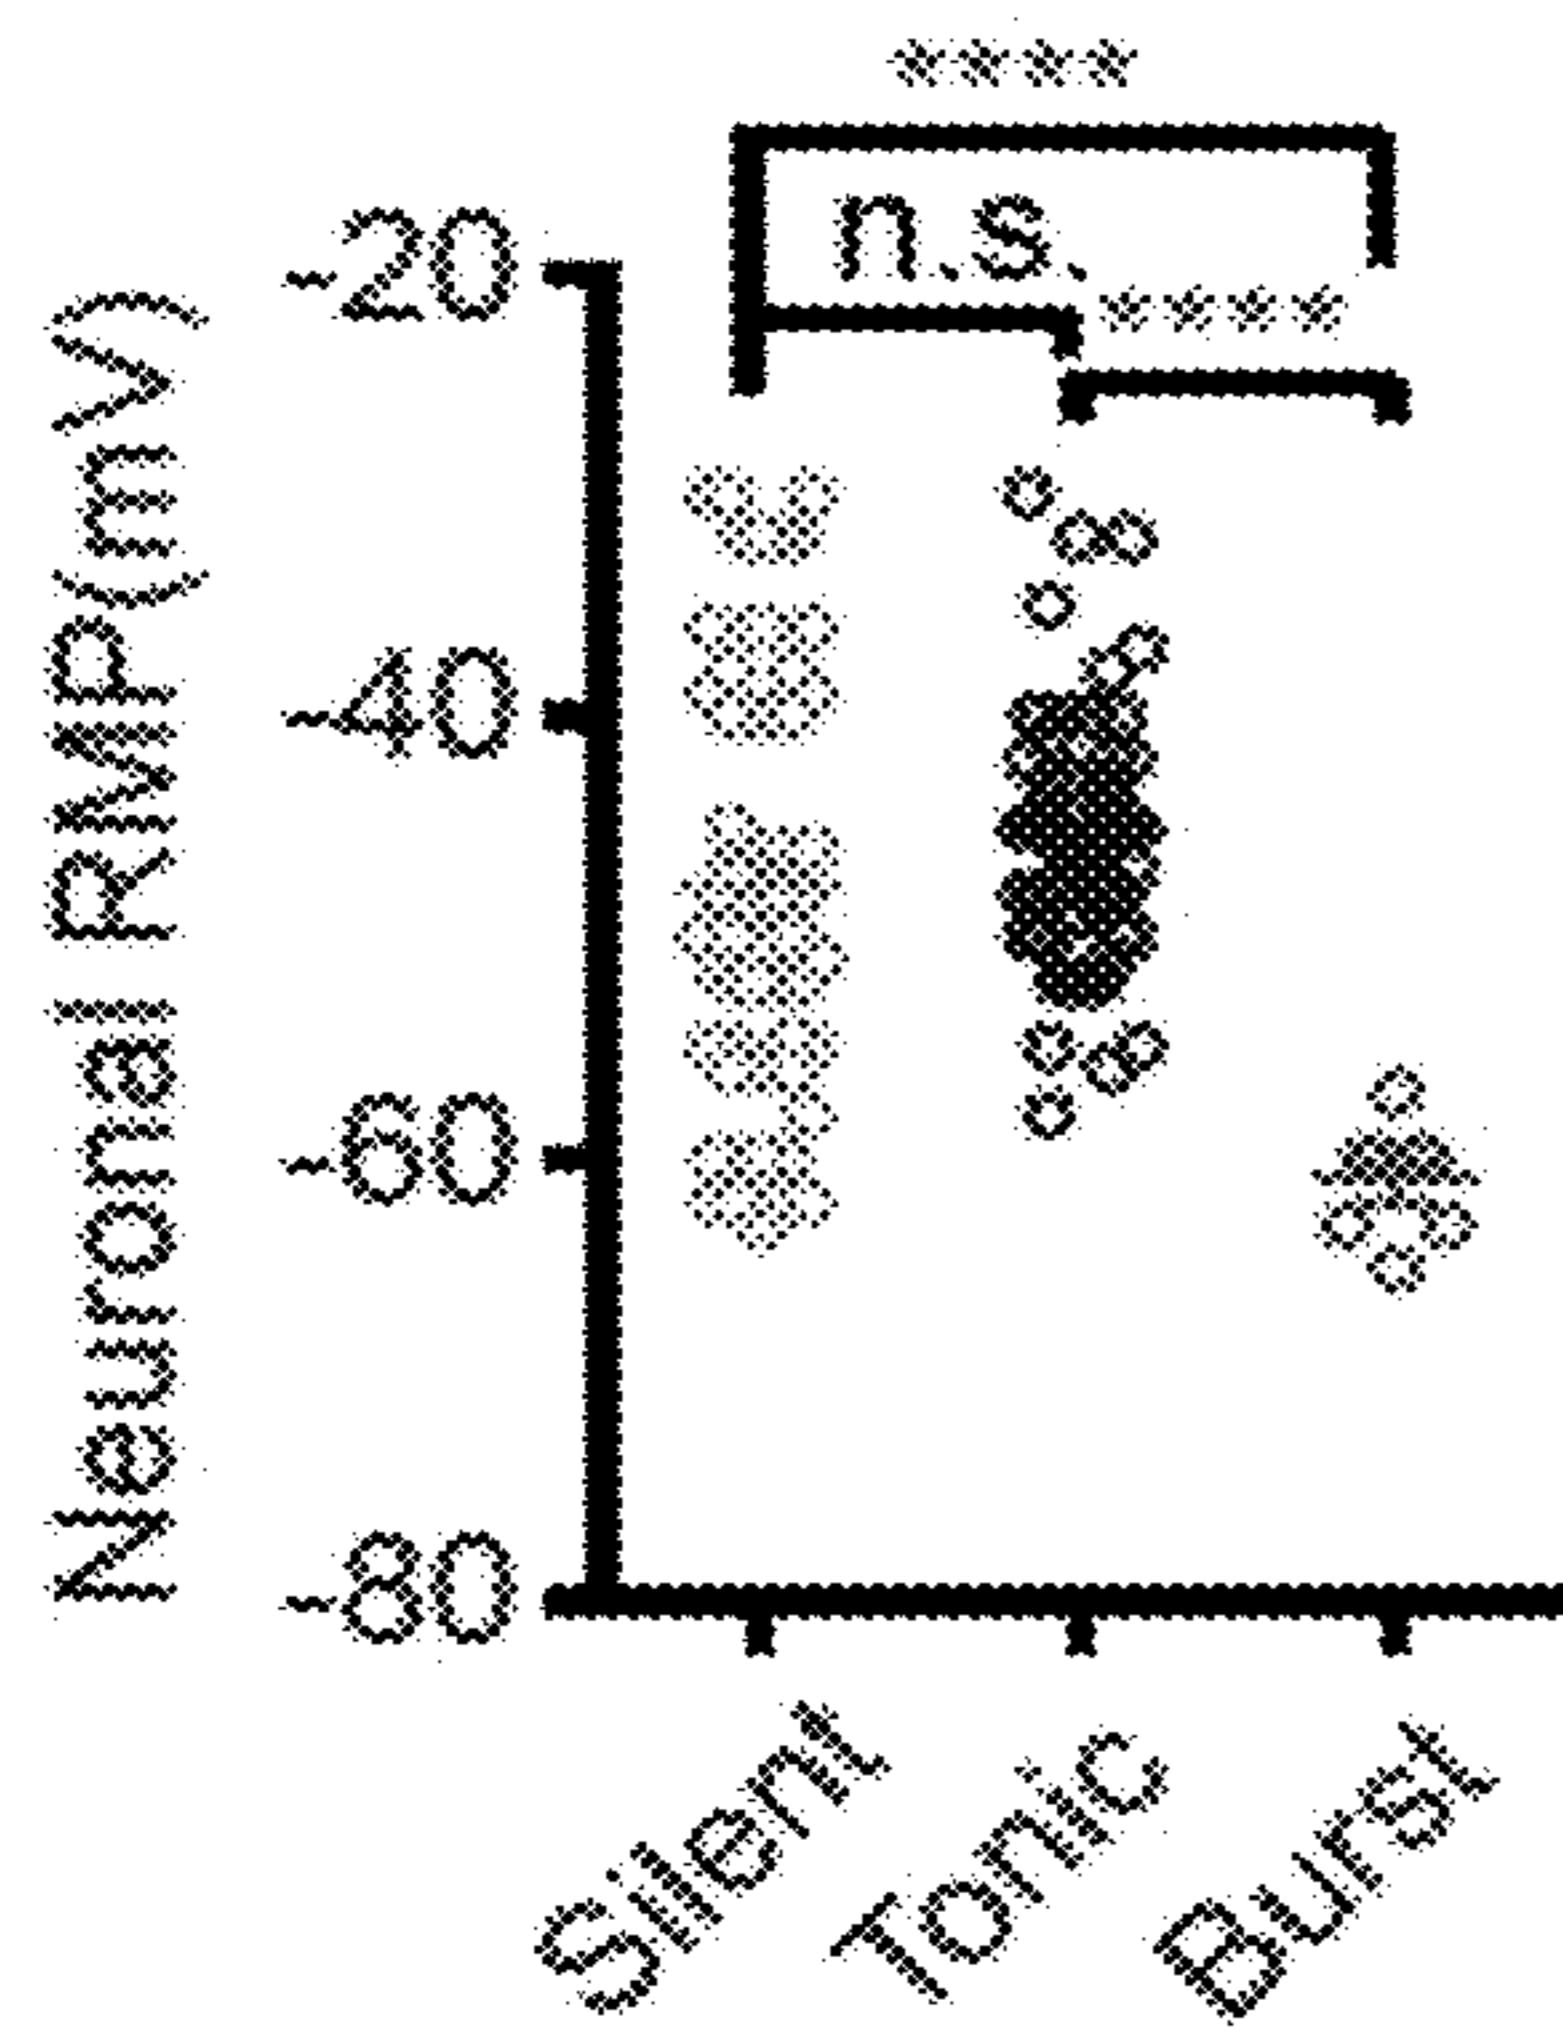 ****
n.s.
****
Neuronal RMP(mV)
-20
-40
-60
-80
Silent
Tonic
Burst